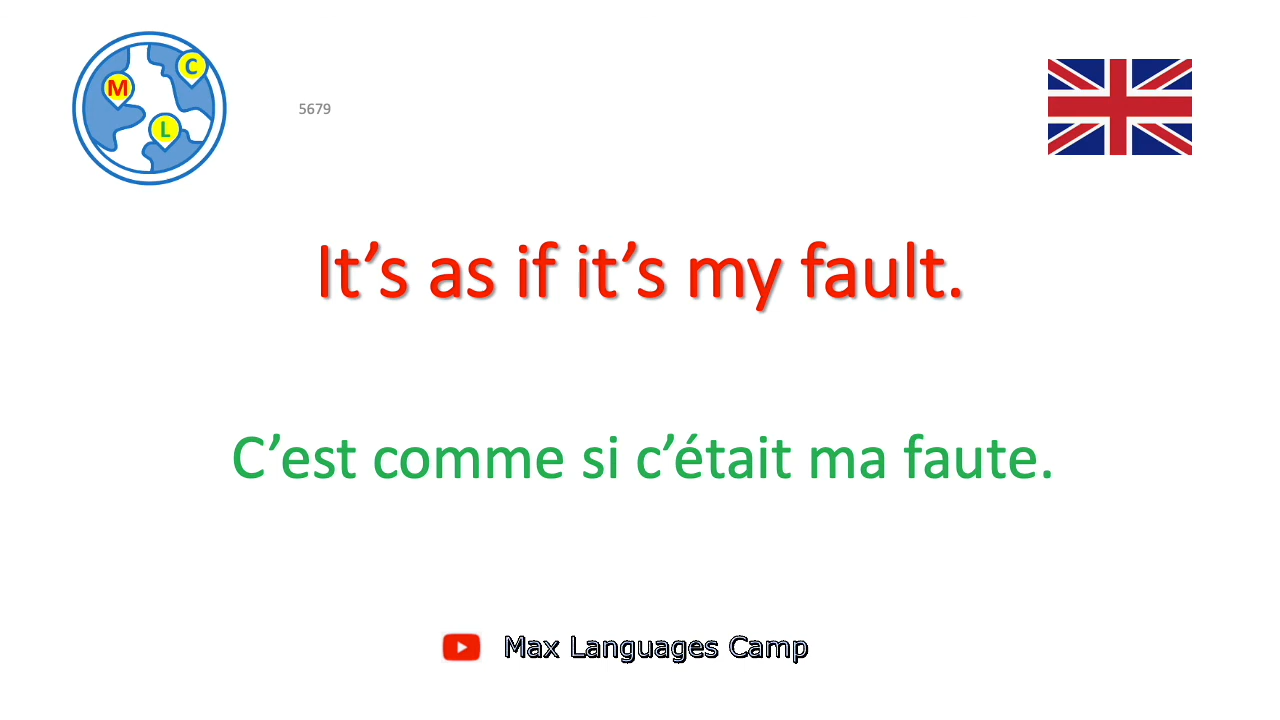 M
C
L
5679
It’s as if it’s my fault.
C’est comme si c’était ma faute.
Max Languages Camp